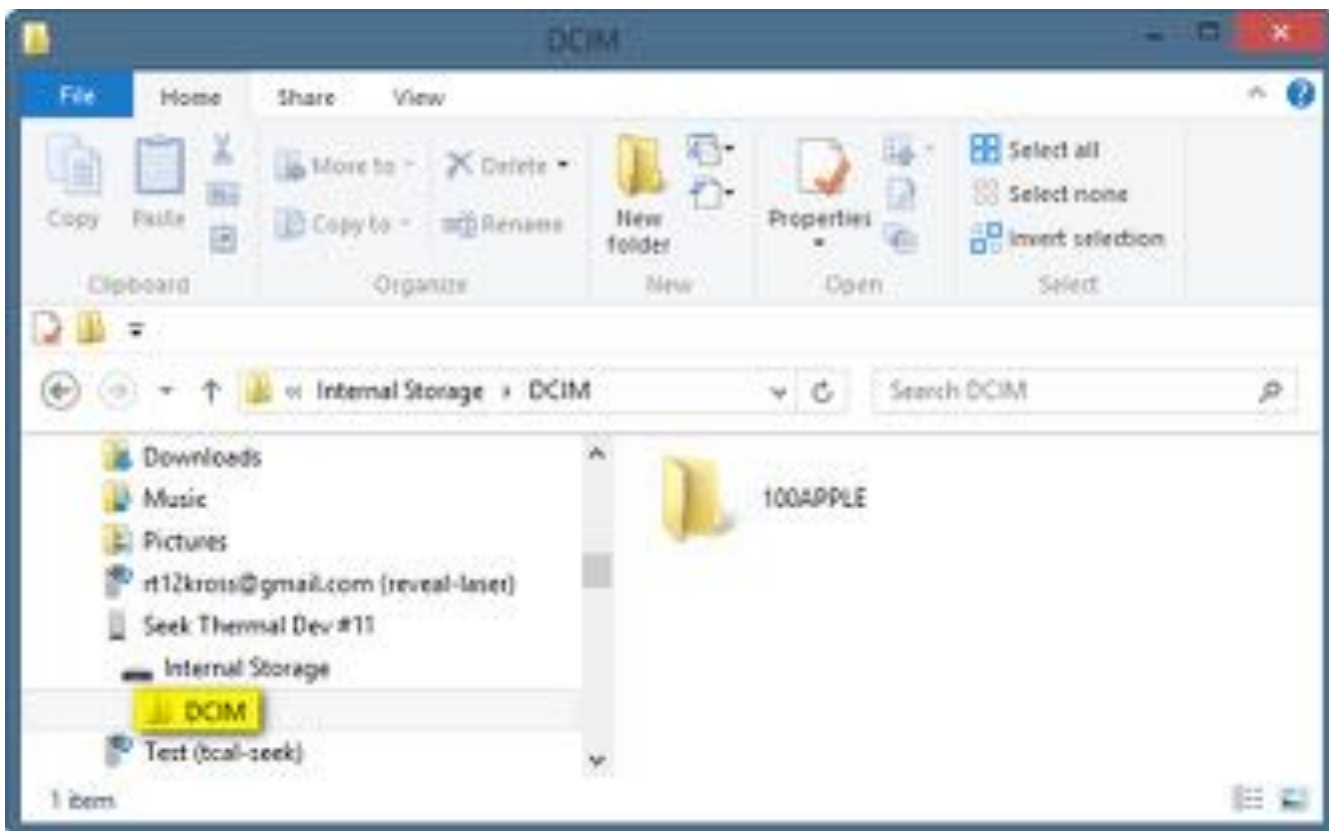 DCIM
File Home Share View
Move to Delete
Select all
Select none
Copy Paste Copy to Rename New folder Properties Invert selection
Clipboard Organize New Open Select
« Internal Storage › DCIM Search DCIM
Downloads
Music
100APPLE
Pictures
rt12kross@gmail.com (reveal-laser)
Seek Thermal Dev #11
Internal Storage
DCIM
Test (tcal-seek)
1 item